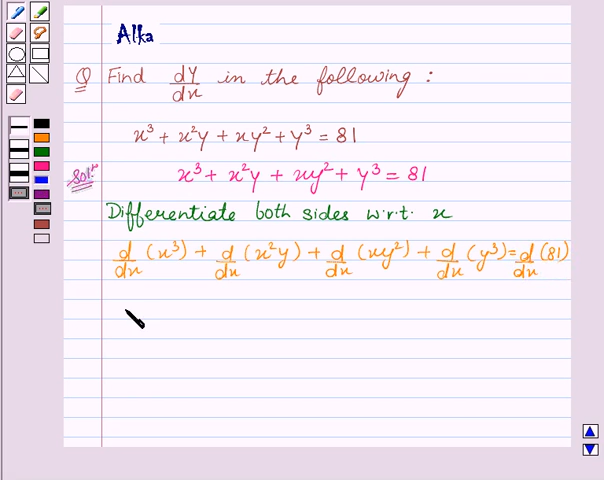 Alka
Q Find dy/dx in the following :
x³ + x²y + xy² + y³ = 81
Sol:ⁿ x³ + x²y + xy² + y³ = 81
Differentiate both sides w.r.t. x
d/dx (x³) + d/dx (x²y) + d/dx (xy²) + d/dx (y³) = d/dx (81)